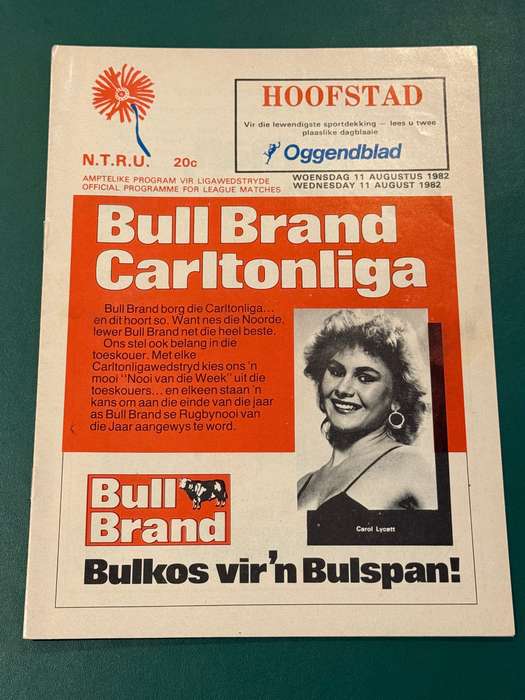 HOOFSTAD
Vir die lewendigste sportdekking — lees u twee
plaaslike dagblaaie
Oggendblad
N.T.R.U. 20c
AMPTELIKE PROGRAM VIR LIGAWEDSTRYDE
OFFICIAL PROGRAMME FOR LEAGUE MATCHES
WOENSDAG 11 AUGUSTUS 1982
WEDNESDAY 11 AUGUST 1982
Bull Brand
Carltonliga
Bull Brand borg die Carltonliga...
en dit hoort so. Want nes die Noorde,
lewer Bull Brand net die heel beste.
Ons stel ook belang in die
toeskouer. Met elke
Carltonligawedstryd kies ons 'n
mooi "Nooi van die Week" uit die
toeskouers... en elkeen staan 'n
kans om aan die einde van die jaar
as Bull Brand se Rugbynooi van
die Jaar aangewys te word.
Carol Lycett
Bull
Brand
Bulkos vir 'n Bulspan!